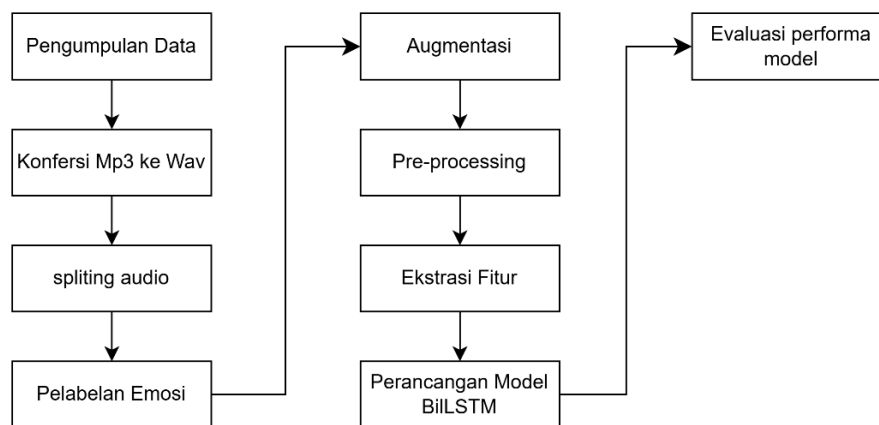 Pengumpulan Data
Konfersi Mp3 ke Wav
spliting audio
Pelabelan Emosi
Augmentasi
Pre-processing
Ekstrasi Fitur
Perancangan Model
BilLSTM
Evaluasi performa
model